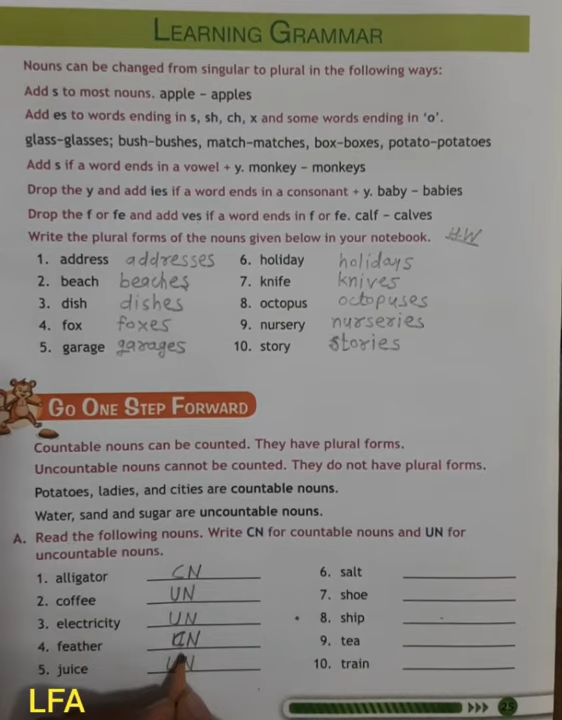 LEARNING GRAMMAR
Nouns can be changed from singular to plural in the following ways:
Add s to most nouns. apple – apples
Add es to words ending in s, sh, ch, x and some words ending in 'o'.
glass–glasses; bush–bushes, match–matches, box–boxes, potato–potatoes
Add s if a word ends in a vowel + y. monkey – monkeys
Drop the y and add ies if a word ends in a consonant + y. baby – babies
Drop the f or fe and add ves if a word ends in f or fe. calf – calves
Write the plural forms of the nouns given below in your notebook. HW
1. address addresses 6. holiday holidays
2. beach beaches 7. knife knives
3. dish dishes 8. octopus octopuses
4. fox foxes 9. nursery nurseries
5. garage garages 10. story stories
GO ONE STEP FORWARD
Countable nouns can be counted. They have plural forms.
Uncountable nouns cannot be counted. They do not have plural forms.
Potatoes, ladies, and cities are countable nouns.
Water, sand and sugar are uncountable nouns.
A. Read the following nouns. Write CN for countable nouns and UN for
uncountable nouns.
1. alligator CN 6. salt
2. coffee UN 7. shoe
3. electricity UN 8. ship
4. feather CN 9. tea
5. juice UN 10. train
LFA
25